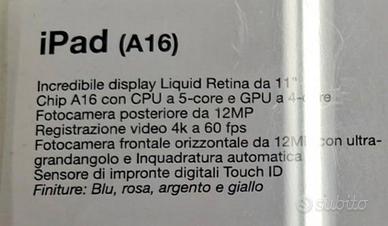 iPad (A16)
Incredibile display Liquid Retina da 11"
Chip A16 con CPU a 5-core e GPU a 4-core
Fotocamera posteriore da 12MP
Registrazione video 4k a 60 fps
Fotocamera frontale orizzontale da 12MP con ultra-
grandangolo e Inquadratura automatica
Sensore di impronte digitali Touch ID
Finiture: Blu, rosa, argento e giallo
subito